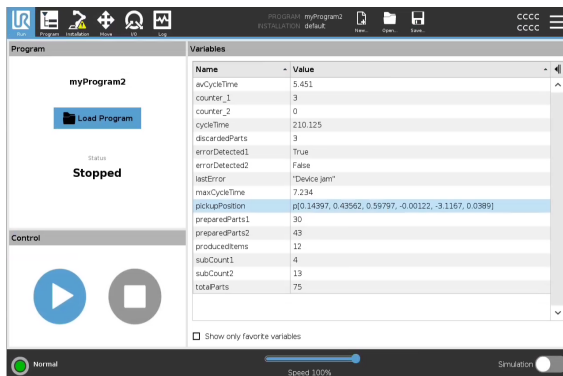 UR
Run
Program
Installation
Move
I/O
Log
PROGRAM myProgram2
INSTALLATION default
New...
Open...
Save...
CCCC
CCCC
Program
myProgram2
Load Program
Status
Stopped
Control
Variables
Name Value
avCycleTime 5.451
counter_1 3
counter_2 0
cycleTime 210.125
discardedParts 3
errorDetected1 True
errorDetected2 False
lastError "Device jam"
maxCycleTime 7.234
pickupPosition p[0.14397, 0.43562, 0.59797, -0.00122, -3.1167, 0.0389]
preparedParts1 30
preparedParts2 43
producedItems 12
subCount1 4
subCount2 13
totalParts 75
Show only favorite variables
Normal
Speed 100%
Simulation